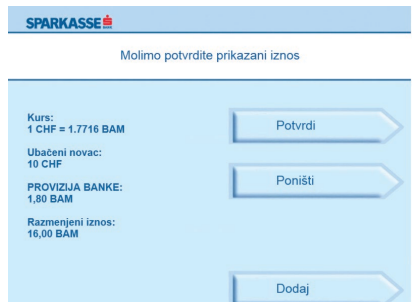 SPARKASSE
Molimo potvrdite prikazani iznos
Kurs:
1 CHF = 1.7716 BAM
Ubačeni novac:
10 CHF
PROVIZIJA BANKE:
1,80 BAM
Razmenjeni iznos:
16,00 BAM
Potvrdi
Poništi
Dodaj